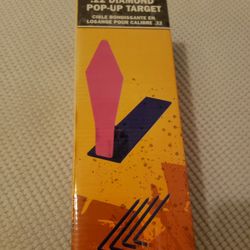 .22 DIAMOND
POP-UP TARGET
CIBLE BONDISSANTE EN
LOSANGE POUR CALIBRE .22